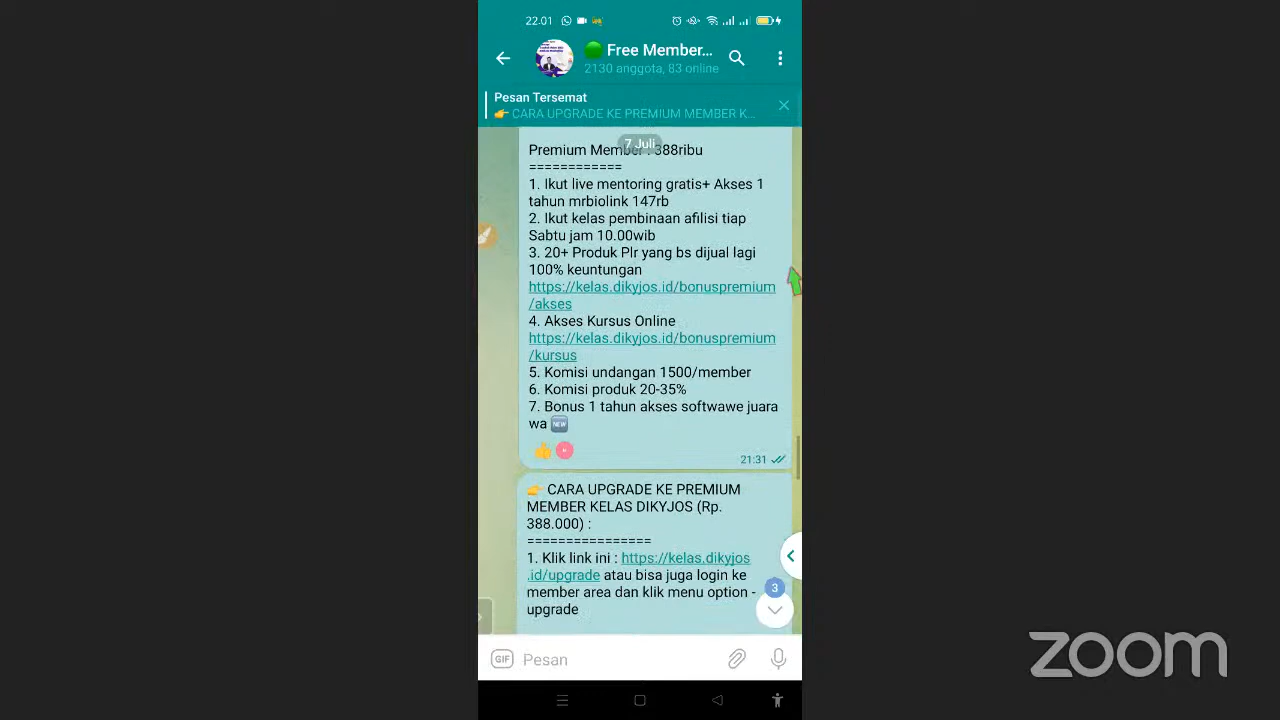 22.01
Free Member...
2130 anggota, 83 online
Pesan Tersemat
👉 CARA UPGRADE KE PREMIUM MEMBER K...
7 Juli
Premium Member : 388ribu
============
1. Ikut live mentoring gratis+ Akses 1
tahun mrbiolink 147rb
2. Ikut kelas pembinaan afilisi tiap
Sabtu jam 10.00wib
3. 20+ Produk Plr yang bs dijual lagi
100% keuntungan
https://kelas.dikyjos.id/bonuspremium
/akses
4. Akses Kursus Online
https://kelas.dikyjos.id/bonuspremium
/kursus
5. Komisi undangan 1500/member
6. Komisi produk 20-35%
7. Bonus 1 tahun akses softwawe juara
wa 🆕
21:31
👉 CARA UPGRADE KE PREMIUM
MEMBER KELAS DIKYJOS (Rp.
388.000) :
================
1. Klik link ini : https://kelas.dikyjos
.id/upgrade atau bisa juga login ke
member area dan klik menu option -
upgrade
3
GIF Pesan
zoom